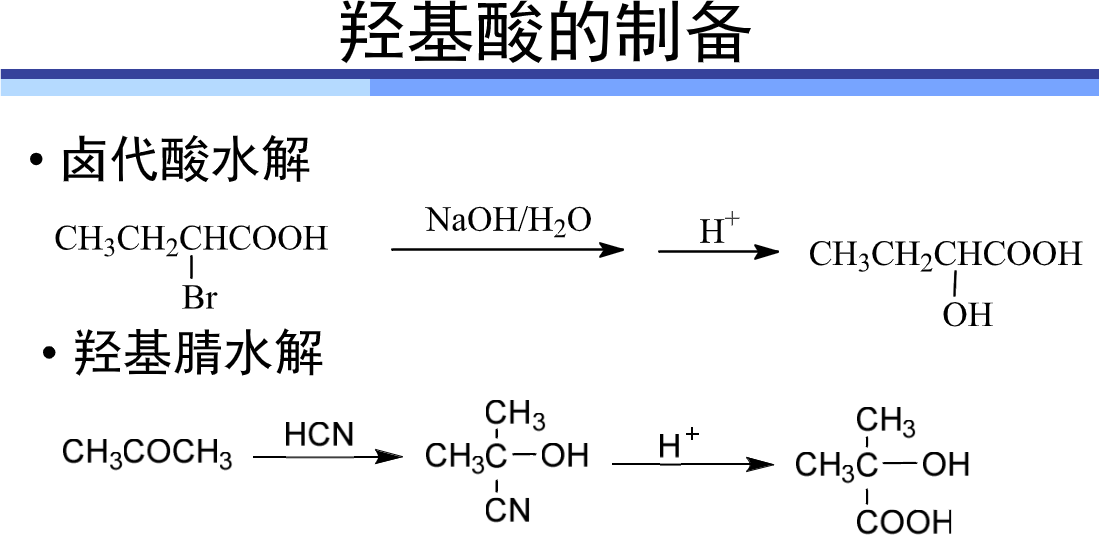 羟基酸的制备
• 卤代酸水解
CH₃CH₂CHCOOH
Br
NaOH/H₂O
H⁺
CH₃CH₂CHCOOH
OH
• 羟基腈水解
CH₃COCH₃
HCN
CH₃
CH₃C—OH
CN
H⁺
CH₃
CH₃C—OH
COOH